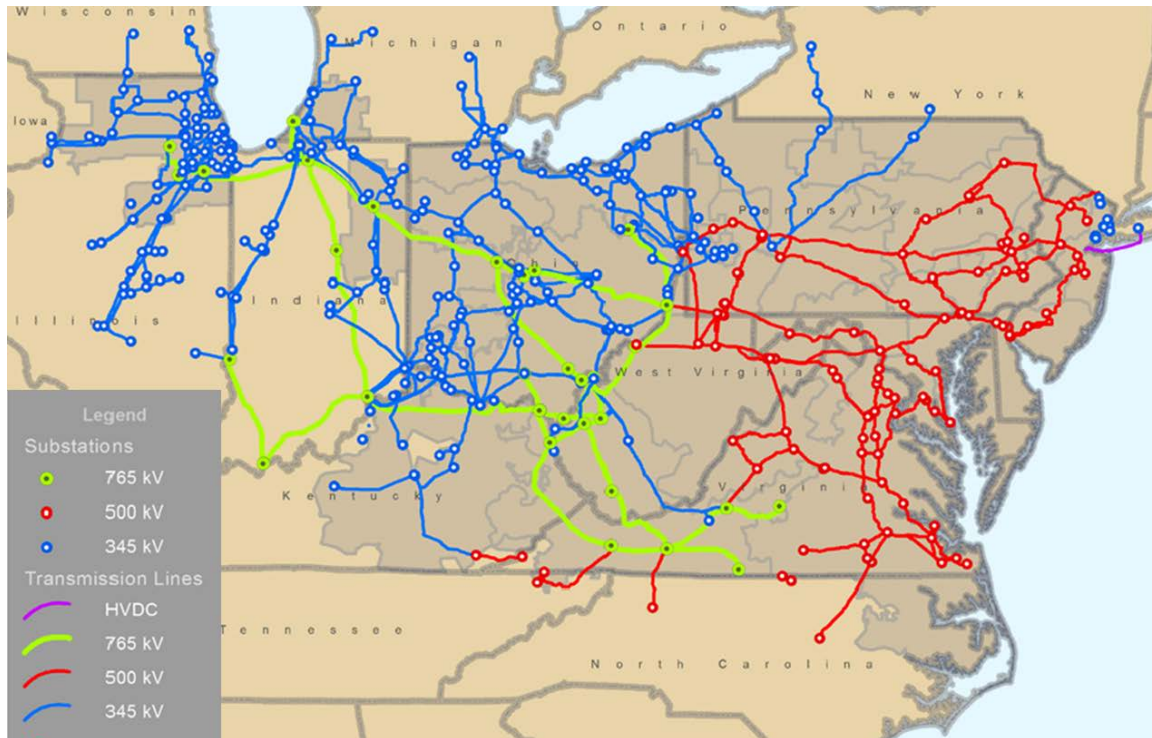 Wisconsin
Michigan
Ontario
New York
Iowa
Pennsylvania
Ohio
Indiana
Illinois
West Virginia
Kentucky
Virginia
Tennessee
North Carolina
Legend
Substations
765 kV
500 kV
345 kV
Transmission Lines
HVDC
765 kV
500 kV
345 kV